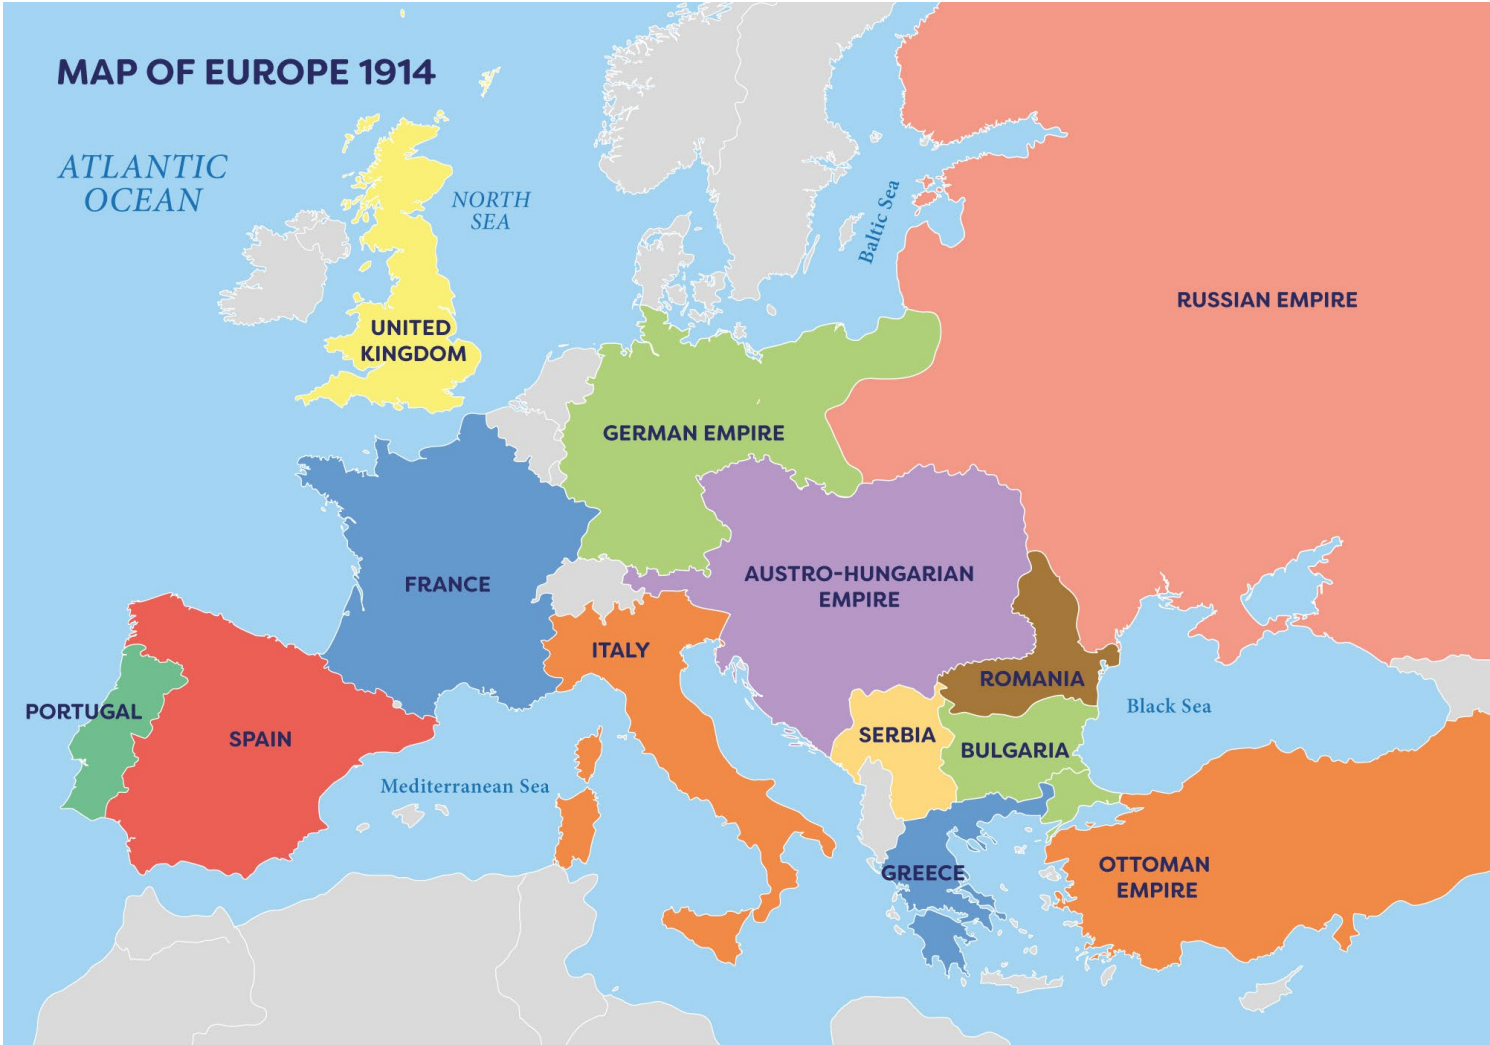 MAP OF EUROPE 1914
ATLANTIC
OCEAN
NORTH
SEA
Baltic Sea
RUSSIAN EMPIRE
UNITED
KINGDOM
GERMAN EMPIRE
FRANCE
AUSTRO-HUNGARIAN
EMPIRE
ITALY
ROMANIA
PORTUGAL
SPAIN
SERBIA
BULGARIA
Black Sea
Mediterranean Sea
GREECE
OTTOMAN
EMPIRE